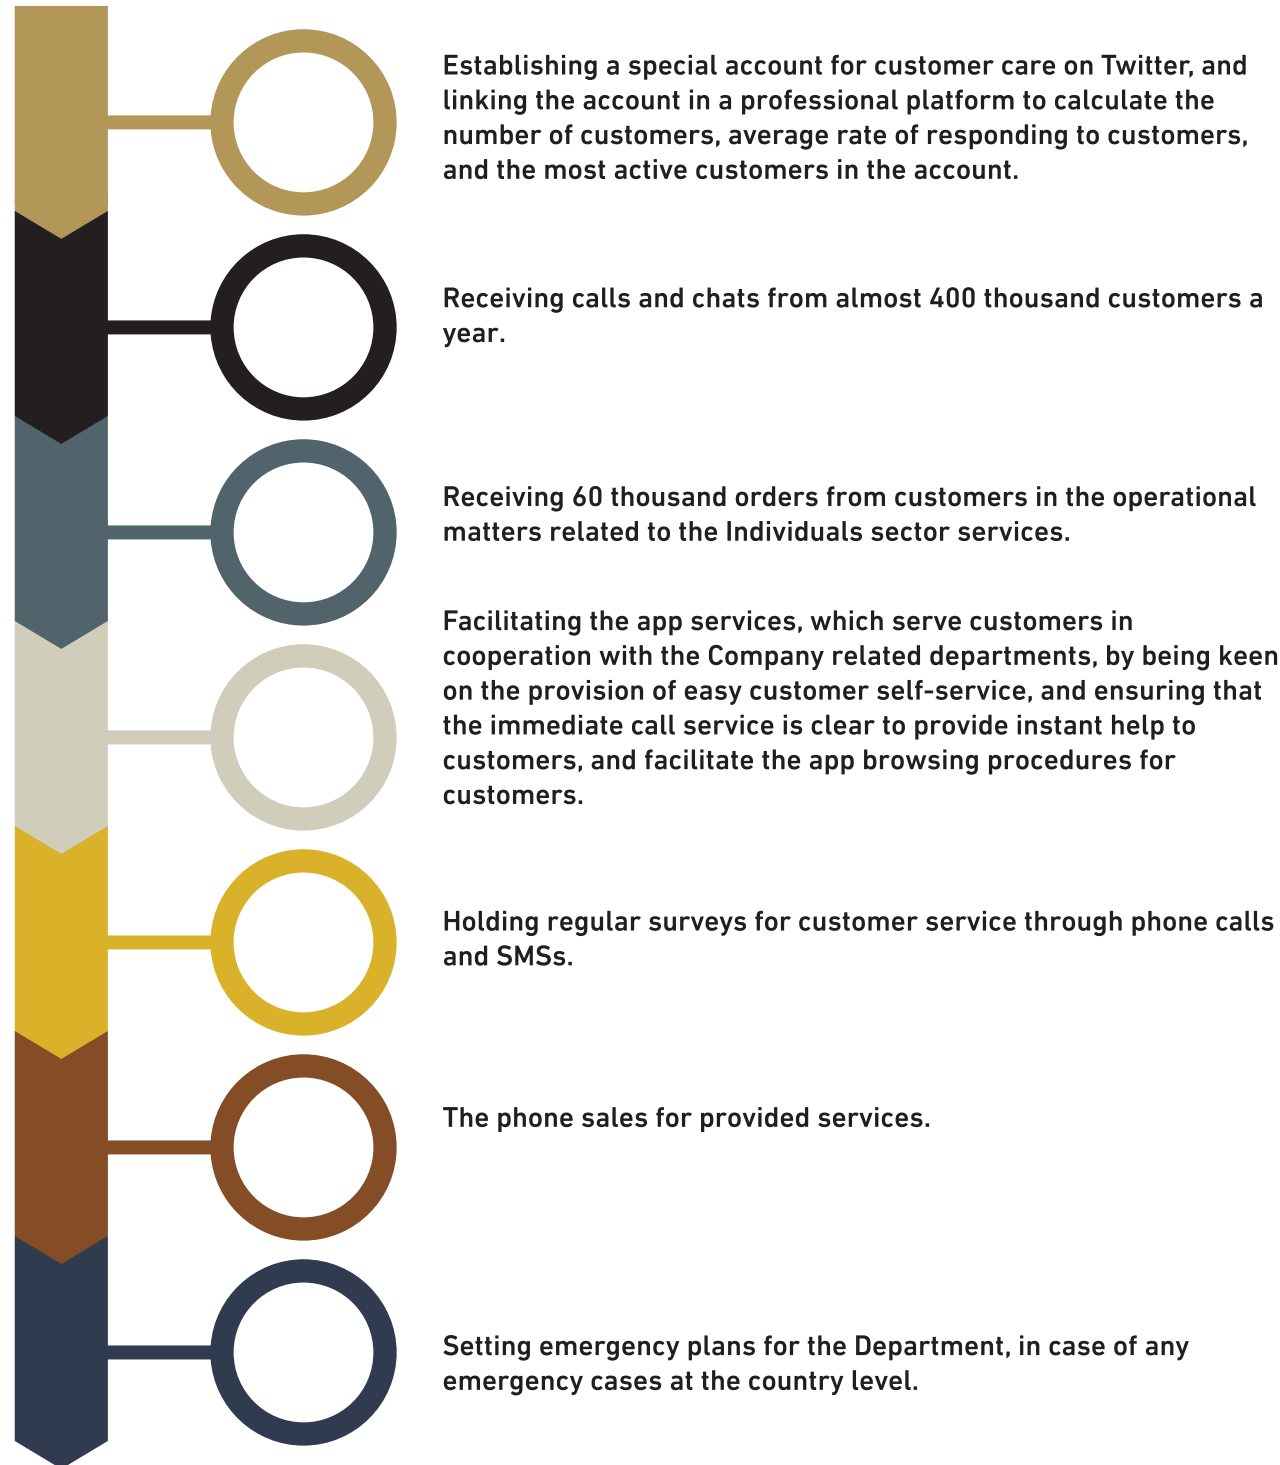 Establishing a special account for customer care on Twitter, and
linking the account in a professional platform to calculate the
number of customers, average rate of responding to customers,
and the most active customers in the account.
Receiving calls and chats from almost 400 thousand customers a
year.
Receiving 60 thousand orders from customers in the operational
matters related to the Individuals sector services.
Facilitating the app services, which serve customers in
cooperation with the Company related departments, by being keen
on the provision of easy customer self-service, and ensuring that
the immediate call service is clear to provide instant help to
customers, and facilitate the app browsing procedures for
customers.
Holding regular surveys for customer service through phone calls
and SMSs.
The phone sales for provided services.
Setting emergency plans for the Department, in case of any
emergency cases at the country level.